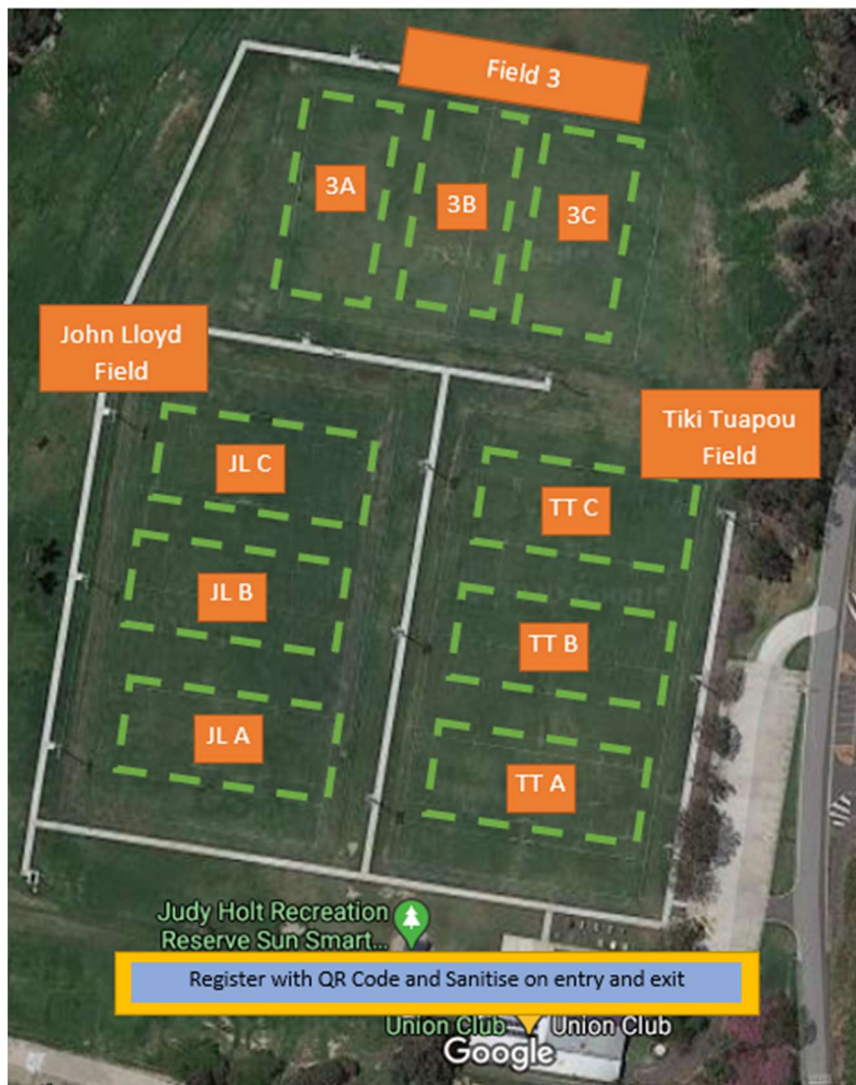 Field 3
3A
3B
3C
John Lloyd
Field
Tiki Tuapou
Field
JL C
TT C
JL B
TT B
JL A
TT A
Judy Holt Recreation
Reserve Sun Smart...
Register with QR Code and Sanitise on entry and exit
Union Club
Union Club
Google